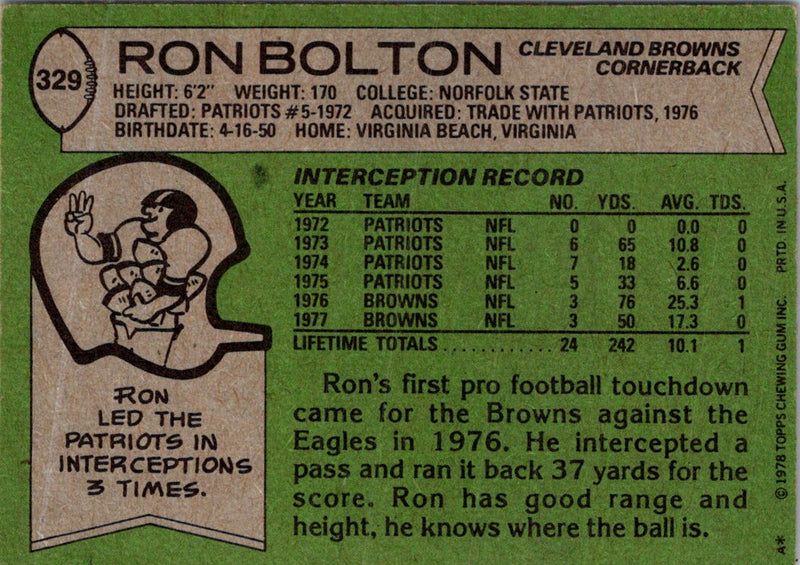 329
RON BOLTON
CLEVELAND BROWNS
CORNERBACK
HEIGHT: 6'2" WEIGHT: 170 COLLEGE: NORFOLK STATE
DRAFTED: PATRIOTS #5-1972 ACQUIRED: TRADE WITH PATRIOTS, 1976
BIRTHDATE: 4-16-50 HOME: VIRGINIA BEACH, VIRGINIA
INTERCEPTION RECORD
YEAR TEAM NO. YDS. AVG. TDS.
1972 PATRIOTS NFL 0 0 0.0 0
1973 PATRIOTS NFL 6 65 10.8 0
1974 PATRIOTS NFL 7 18 2.6 0
1975 PATRIOTS NFL 5 33 6.6 0
1976 BROWNS NFL 3 76 25.3 1
1977 BROWNS NFL 3 50 17.3 0
LIFETIME TOTALS ............ 24 242 10.1 1
RON
LED THE
PATRIOTS IN
INTERCEPTIONS
3 TIMES.
Ron's first pro football touchdown
came for the Browns against the
Eagles in 1976. He intercepted a
pass and ran it back 37 yards for the
score. Ron has good range and
height, he knows where the ball is.
A* © 1978 TOPPS CHEWING GUM INC. PRTD. IN U.S.A.